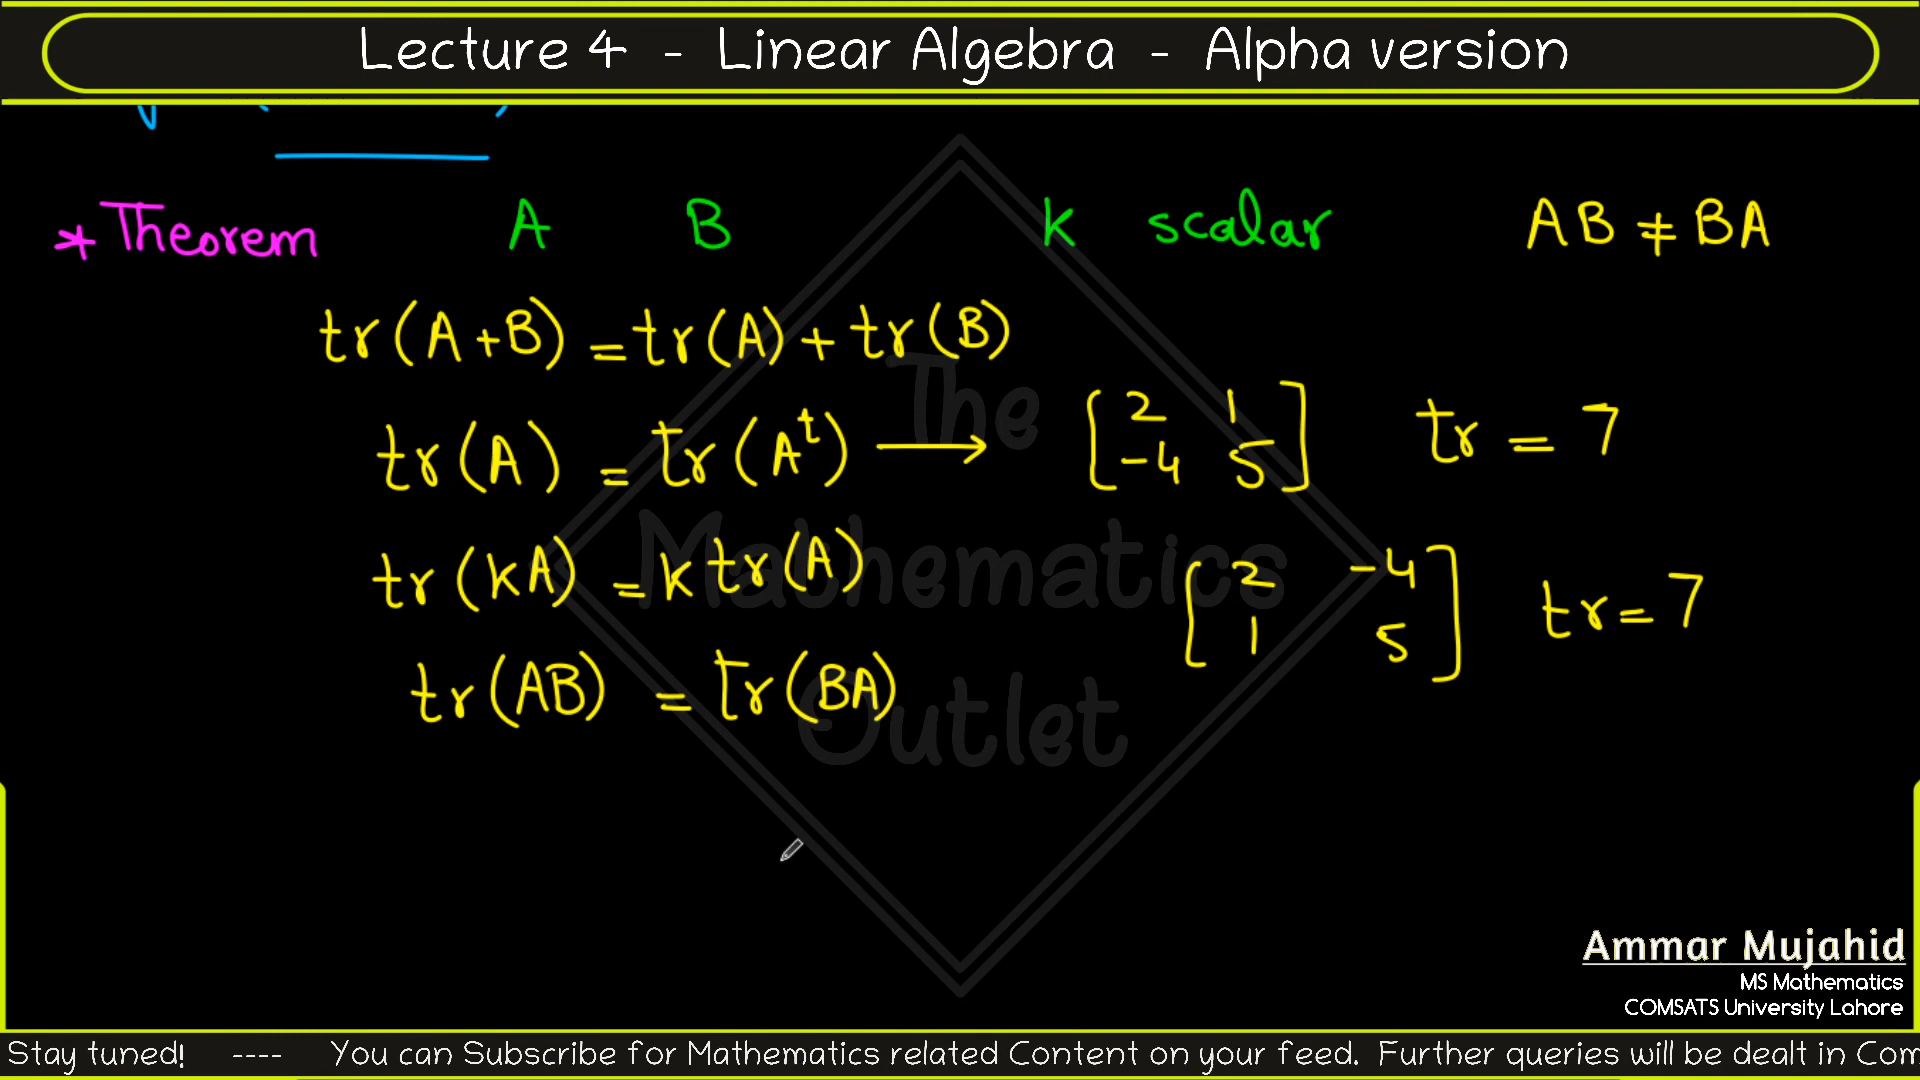 Lecture 4 - Linear Algebra - Alpha version
* Theorem A B K scalar AB ≠ BA
tr(A+B) = tr(A) + tr(B)
tr(A) = tr(Aᵗ) ⟶ [2 1
-4 5] tr = 7
tr(KA) = K tr(A) [2 -4
1 5] tr = 7
tr(AB) = tr(BA)
The
Mathematics
Outlet
Ammar Mujahid
MS Mathematics
COMSATS University Lahore
Stay tuned! ---- You can Subscribe for Mathematics related Content on your feed. Further queries will be dealt in Com